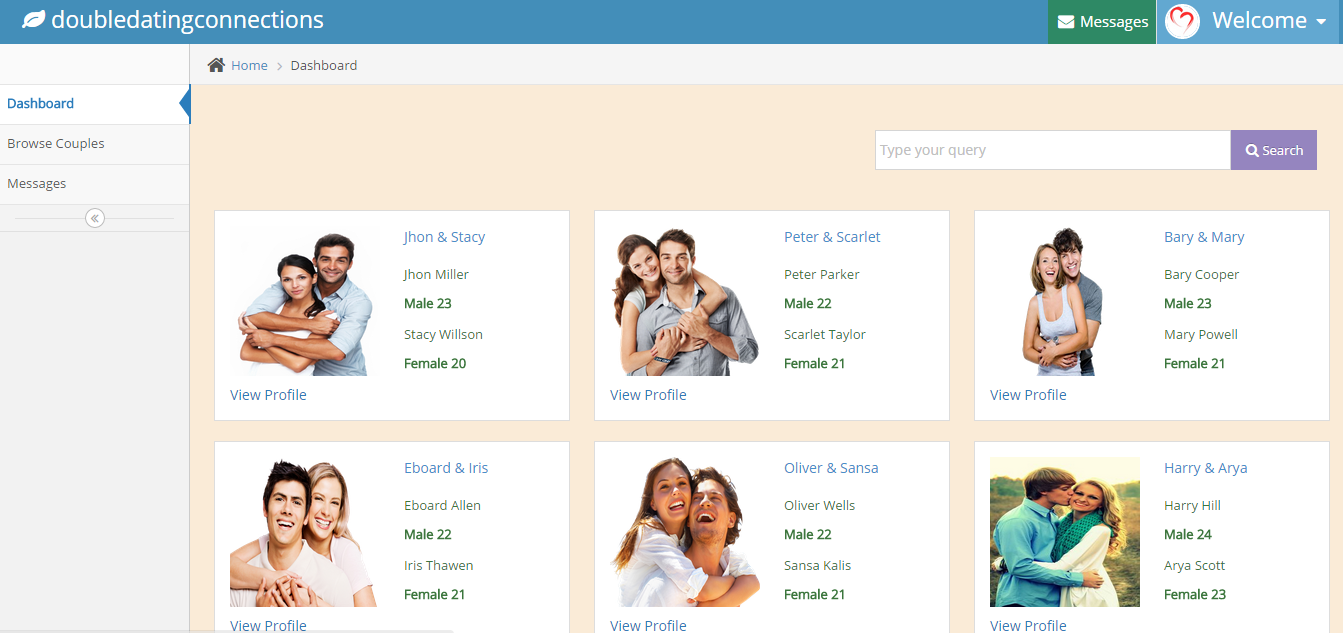 doubledatingconnections
Messages
Welcome
Home
Dashboard
Dashboard
Browse Couples
Messages
Type your query
Search
Jhon & Stacy
Jhon Miller
Male 23
Stacy Willson
Female 20
View Profile
Peter & Scarlet
Peter Parker
Male 22
Scarlet Taylor
Female 21
View Profile
Bary & Mary
Bary Cooper
Male 23
Mary Powell
Female 21
View Profile
Eboard & Iris
Eboard Allen
Male 22
Iris Thawen
Female 21
View Profile
Oliver & Sansa
Oliver Wells
Male 22
Sansa Kalis
Female 21
View Profile
Harry & Arya
Harry Hill
Male 24
Arya Scott
Female 23
View Profile